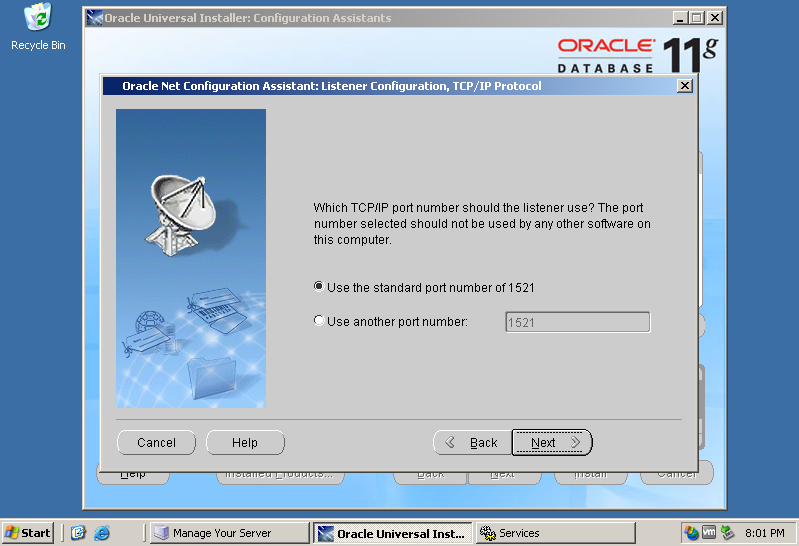 Recycle Bin
Oracle Universal Installer: Configuration Assistants
ORACLE
DATABASE 11g
Oracle Net Configuration Assistant: Listener Configuration, TCP/IP Protocol
Which TCP/IP port number should the listener use? The port
number selected should not be used by any other software on
this computer.
Use the standard port number of 1521
Use another port number: 1521
Cancel Help Back Next
Help Installed Products... Back Next Install Cancel
Start Manage Your Server Oracle Universal Inst... Services vm 8:01 PM